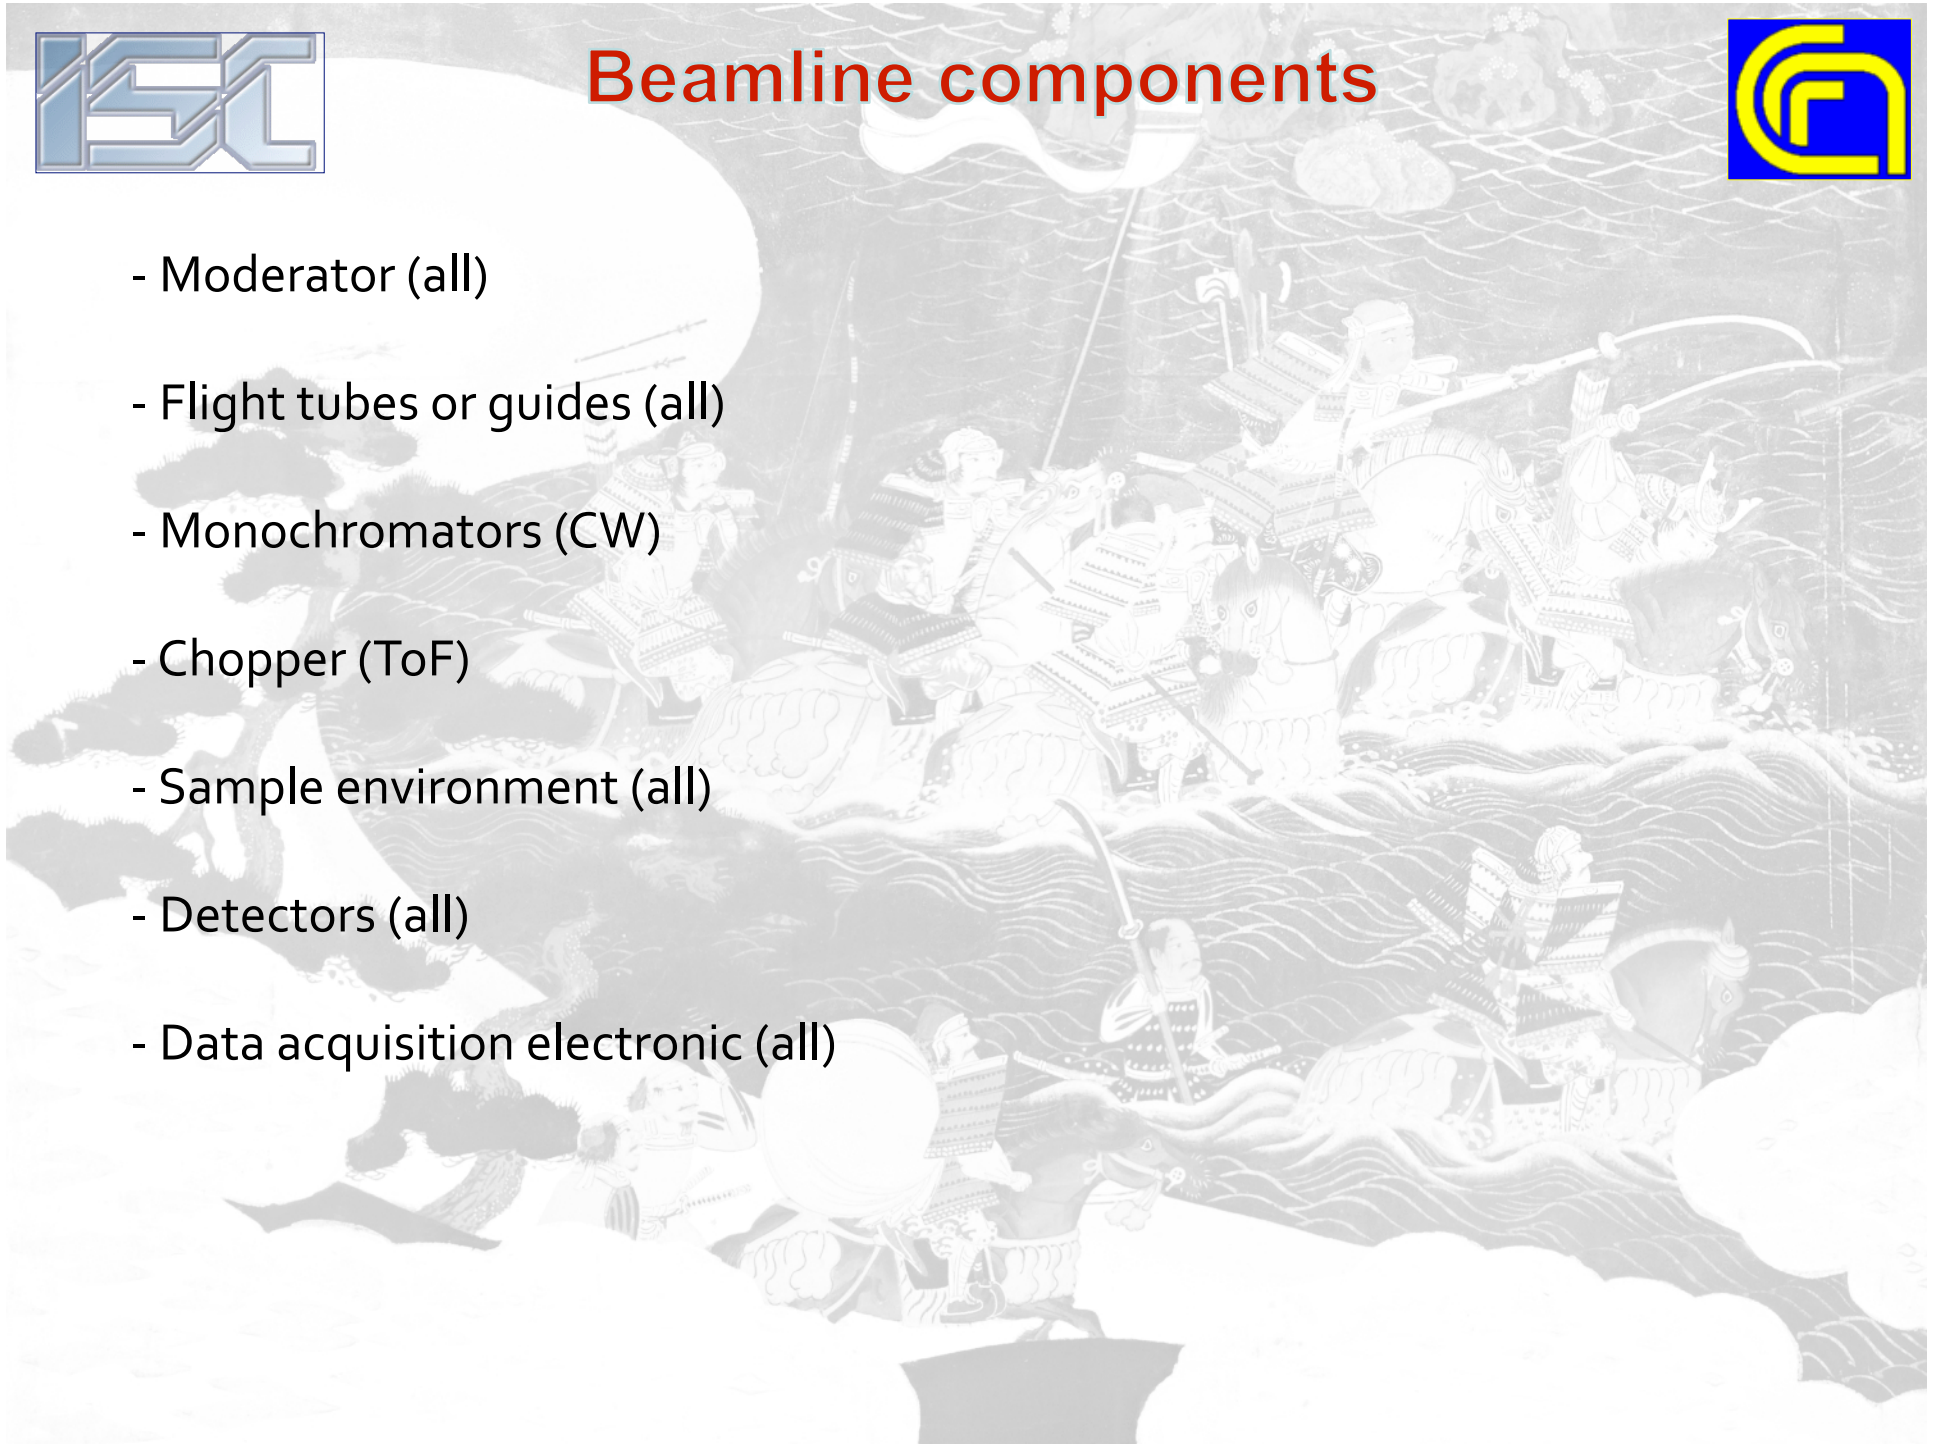 ISC
Beamline components
- Moderator (all)
- Flight tubes or guides (all)
- Monochromators (CW)
- Chopper (ToF)
- Sample environment (all)
- Detectors (all)
- Data acquisition electronic (all)